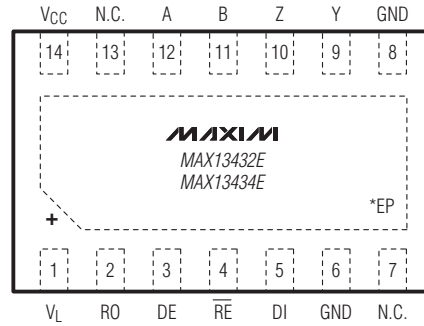 VCC N.C. A B Z Y GND
14 13 12 11 10 9 8
MAXIM
MAX13432E
MAX13434E
*EP
+
1 2 3 4 5 6 7
VL RO DE RE DI GND N.C.